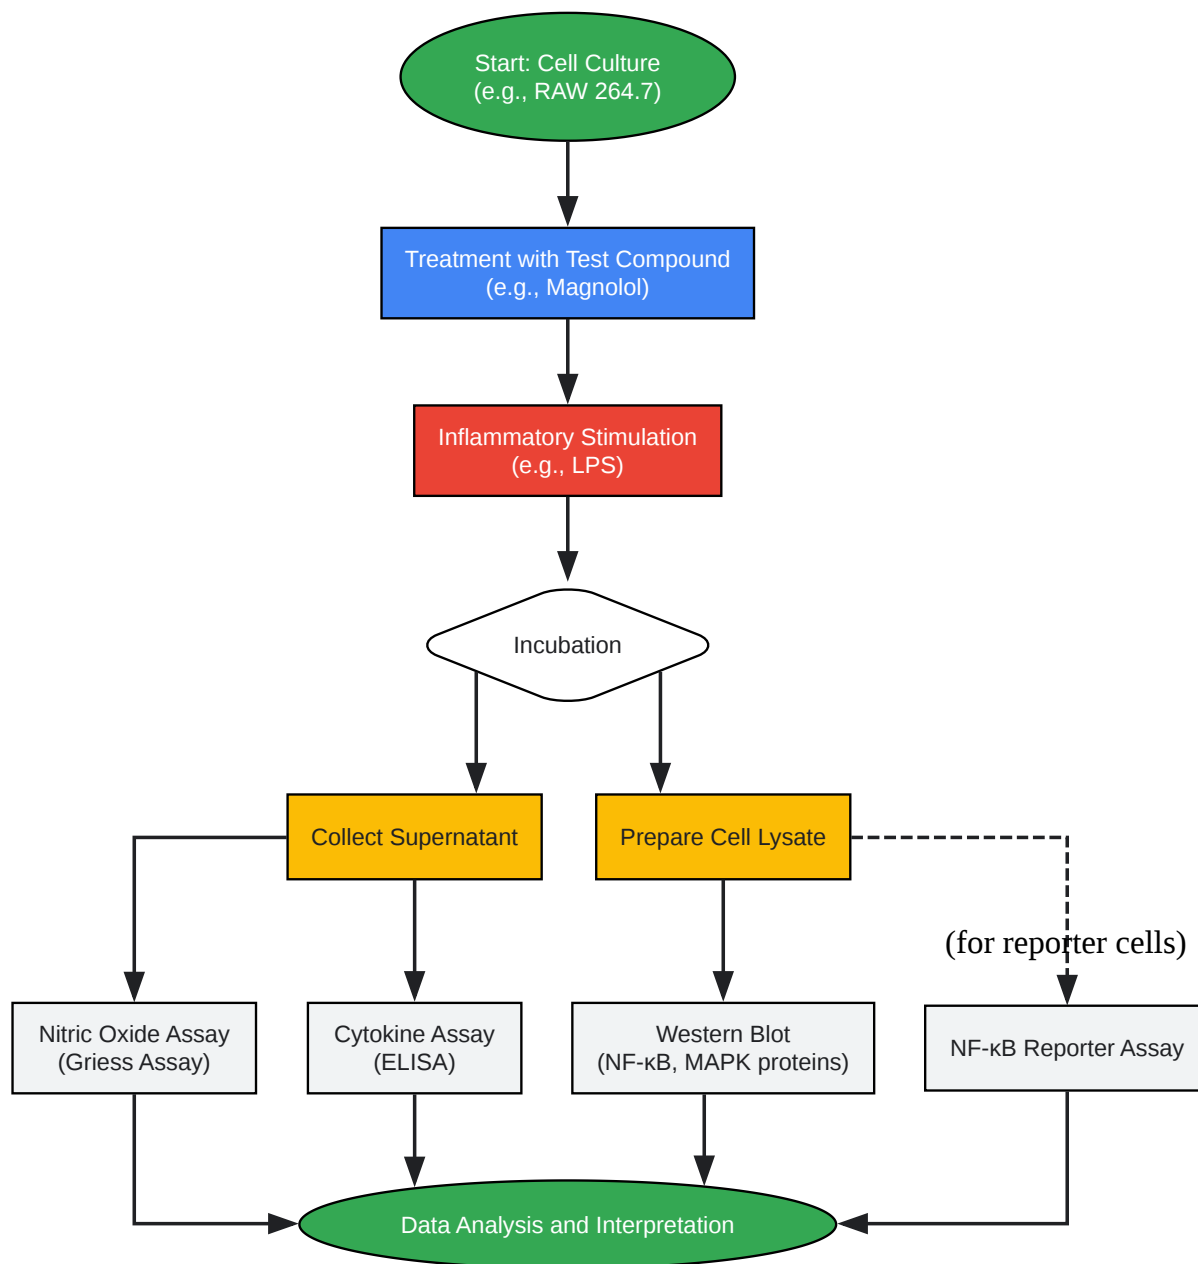 Start: Cell Culture
(e.g., RAW 264.7)
Treatment with Test Compound
(e.g., Magnolol)
Inflammatory Stimulation
(e.g., LPS)
Incubation
Collect Supernatant
Prepare Cell Lysate
(for reporter cells)
Nitric Oxide Assay
(Griess Assay)
Cytokine Assay
(ELISA)
Western Blot
(NF-κB, MAPK proteins)
NF-κB Reporter Assay
Data Analysis and Interpretation